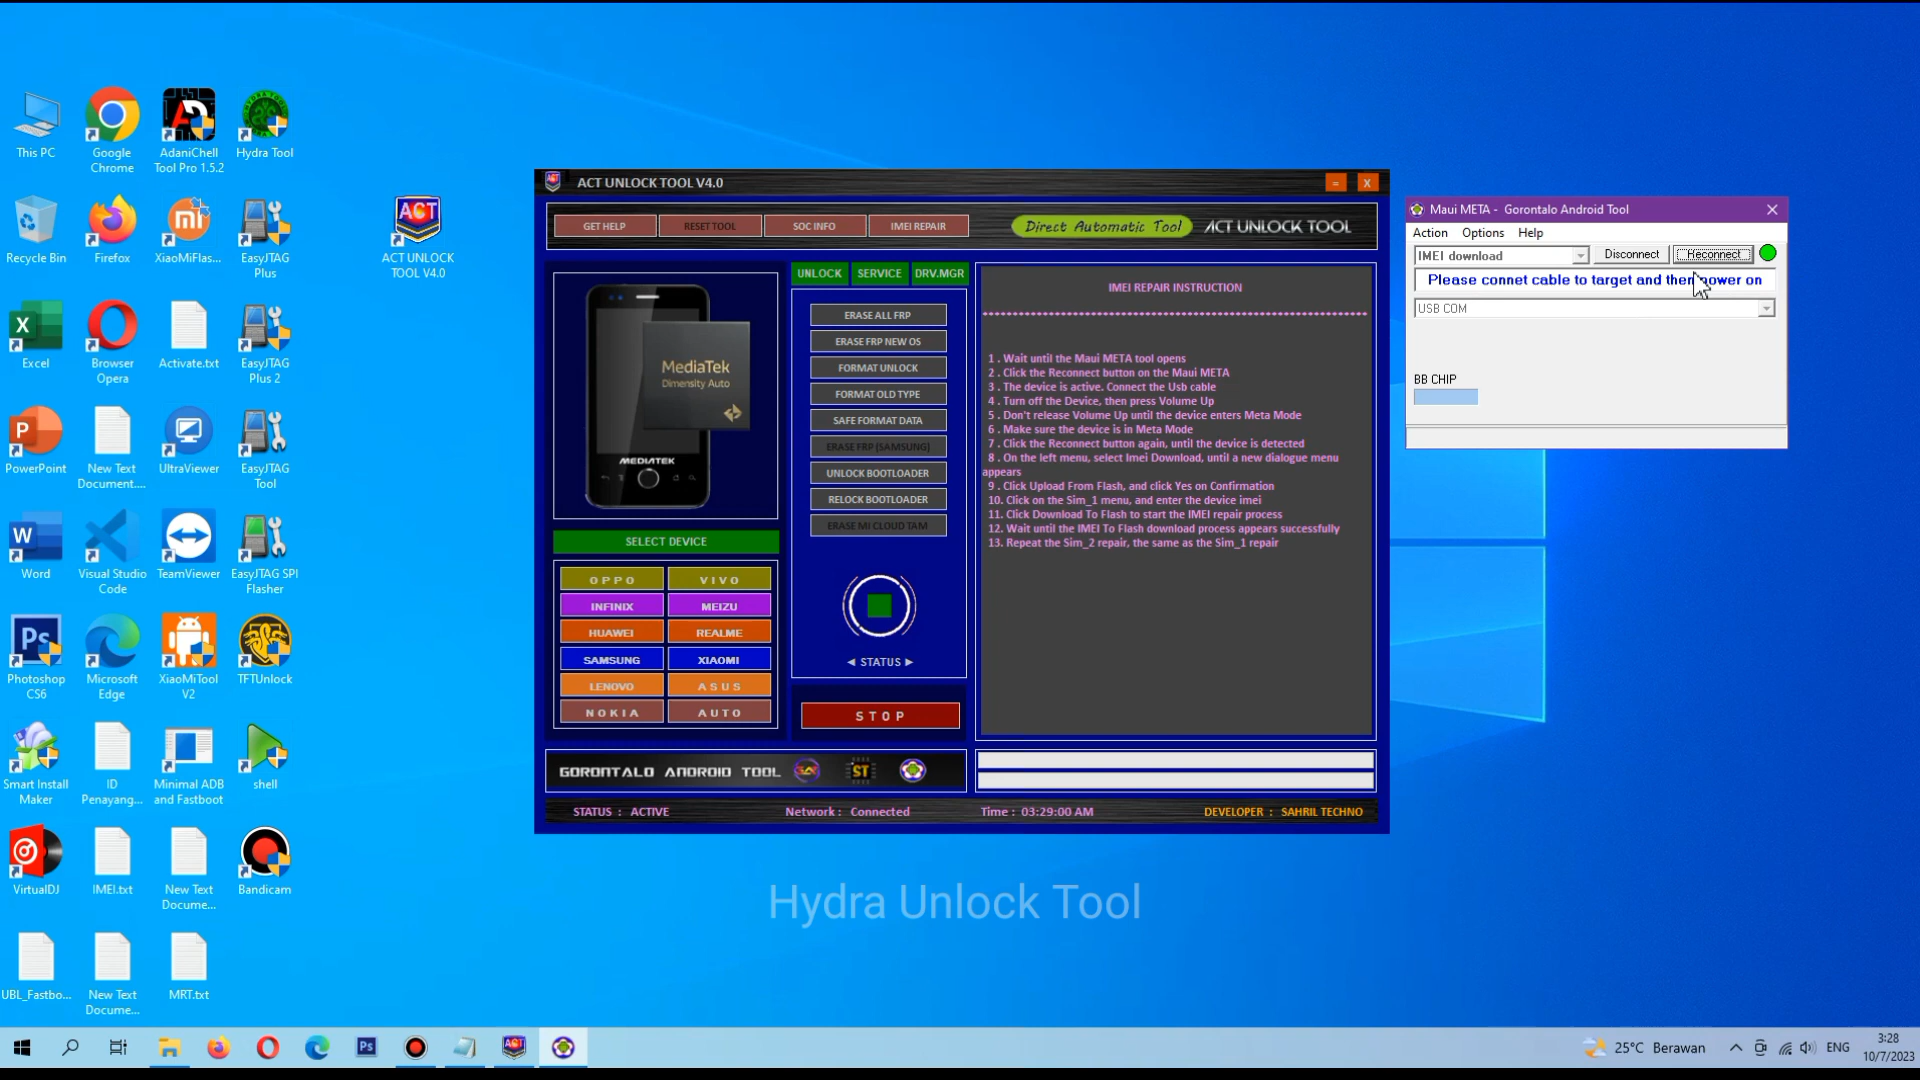 This PC
Google
Chrome
AdaniChell
Tool Pro 1.5.2
Hydra Tool
Recycle Bin
Firefox
XiaoMiFlas...
EasyJTAG
Plus
ACT UNLOCK
TOOL V4.0
Excel
Browser
Opera
Activate.txt
EasyJTAG
Plus 2
PowerPoint
New Text
Document....
UltraViewer
EasyJTAG
Tool
Word
Visual Studio
Code
TeamViewer
EasyJTAG SPI
Flasher
Photoshop
CS6
Microsoft
Edge
XiaoMiTool
V2
TFTUnlock
Smart Install
Maker
ID
Penayang...
Minimal ADB
and Fastboot
shell
VirtualDJ
IMEI.txt
New Text
Docume...
Bandicam
UBL_Fastbo...
New Text
Docume...
MRT.txt
ACT UNLOCK TOOL V4.0
= X
GET HELP
RESET TOOL
SOC INFO
IMEI REPAIR
Direct Automatic Tool
ACT UNLOCK TOOL
MediaTek
Dimensity Auto
MEDIATEK
SELECT DEVICE
OPPO
VIVO
INFINIX
MEIZU
HUAWEI
REALME
SAMSUNG
XIAOMI
LENOVO
ASUS
NOKIA
AUTO
UNLOCK
SERVICE
DRV.MGR
ERASE ALL FRP
ERASE FRP NEW OS
FORMAT UNLOCK
FORMAT OLD TYPE
SAFE FORMAT DATA
ERASE FRP (SAMSUNG)
UNLOCK BOOTLOADER
RELOCK BOOTLOADER
ERASE MI CLOUD TAM
◄ STATUS ►
STOP
IMEI REPAIR INSTRUCTION
1 . Wait until the Maui META tool opens
2 . Click the Reconnect button on the Maui META
3 . The device is active. Connect the Usb cable
4 . Turn off the Device, then press Volume Up
5 . Don't release Volume Up until the device enters Meta Mode
6 . Make sure the device is in Meta Mode
7 . Click the Reconnect button again, until the device is detected
8 . On the left menu, select Imei Download, until a new dialogue menu
appears
9 . Click Upload From Flash, and click Yes on Confirmation
10. Click on the Sim_1 menu, and enter the device imei
11. Click Download To Flash to start the IMEI repair process
12. Wait until the IMEI To Flash download process appears successfully
13. Repeat the Sim_2 repair, the same as the Sim_1 repair
GORONTALO ANDROID TOOL
ST
STATUS : ACTIVE
Network : Connected
Time : 03:29:00 AM
DEVELOPER : SAHRIL TECHNO
Maui META - Gorontalo Android Tool
Action Options Help
IMEI download
Disconnect
Reconnect
Please connet cable to target and then power on
USB COM
BB CHIP
Hydra Unlock Tool
25°C Berawan
ENG
3:28
10/7/2023